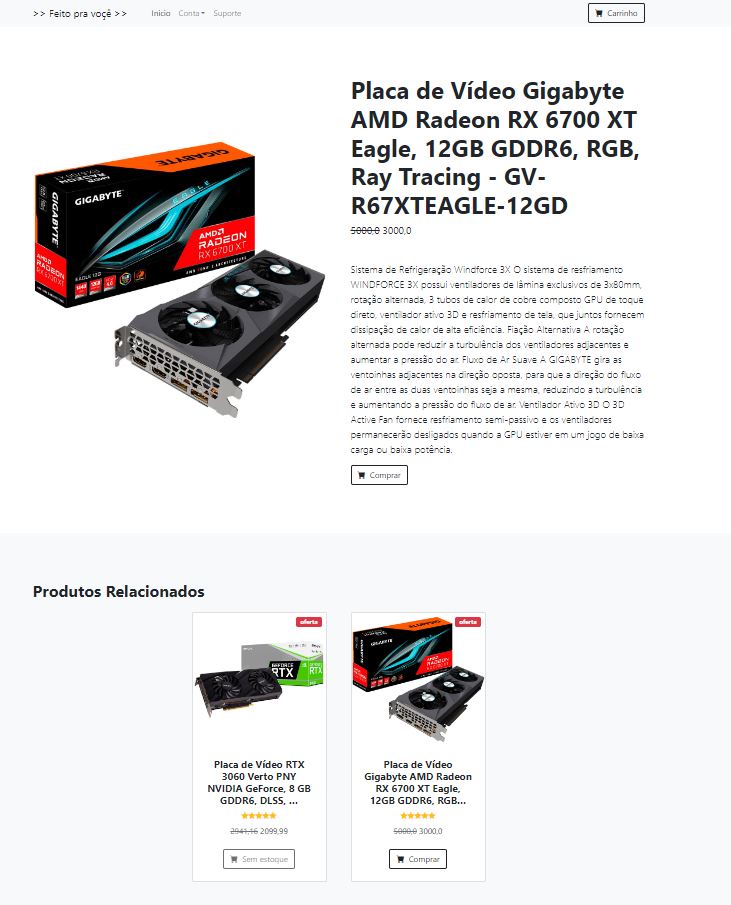 >> Feito pra voçê >> Inicio Conta Suporte Carrinho
Placa de Vídeo Gigabyte
AMD Radeon RX 6700 XT
Eagle, 12GB GDDR6, RGB,
Ray Tracing - GV-
R67XTEAGLE-12GD
5000,0 3000,0
GIGABYTE
GIGABYTE
EAGLE
AMD
RADEON
RX 6700 XT
GIGABYTE
Sistema de Refrigeração Windforce 3X O sistema de resfriamento
WINDFORCE 3X possui ventiladores de lâmina exclusivos de 3x80mm,
rotação alternada, 3 tubos de calor de cobre composto GPU de toque
direto, ventilador ativo 3D e resfriamento de tela, que juntos fornecem
dissipação de calor de alta eficiência. Fiação Alternativa A rotação
alternada pode reduzir a turbulência dos ventiladores adjacentes e
aumentar a pressão do ar. Fluxo de Ar Suave A GIGABYTE gira as
ventoinhas adjacentes na direção oposta, para que a direção do fluxo
de ar entre as duas ventoinhas seja a mesma, reduzindo a turbulência
e aumentando a pressão do fluxo de ar. Ventilador Ativo 3D O 3D
Active Fan fornece resfriamento semi-passivo e os ventiladores
permanecerão desligados quando a GPU estiver em um jogo de baixa
carga ou baixa potência.
Comprar
Produtos Relacionados
oferta
GEFORCE
RTX
RTX
Placa de Vídeo RTX
3060 Verto PNY
NVIDIA GeForce, 8 GB
GDDR6, DLSS, ...
2941,16 2099,99
Sem estoque
oferta
GIGABYTE
RADEON
Placa de Vídeo
Gigabyte AMD Radeon
RX 6700 XT Eagle,
12GB GDDR6, RGB...
5000,0 3000,0
Comprar